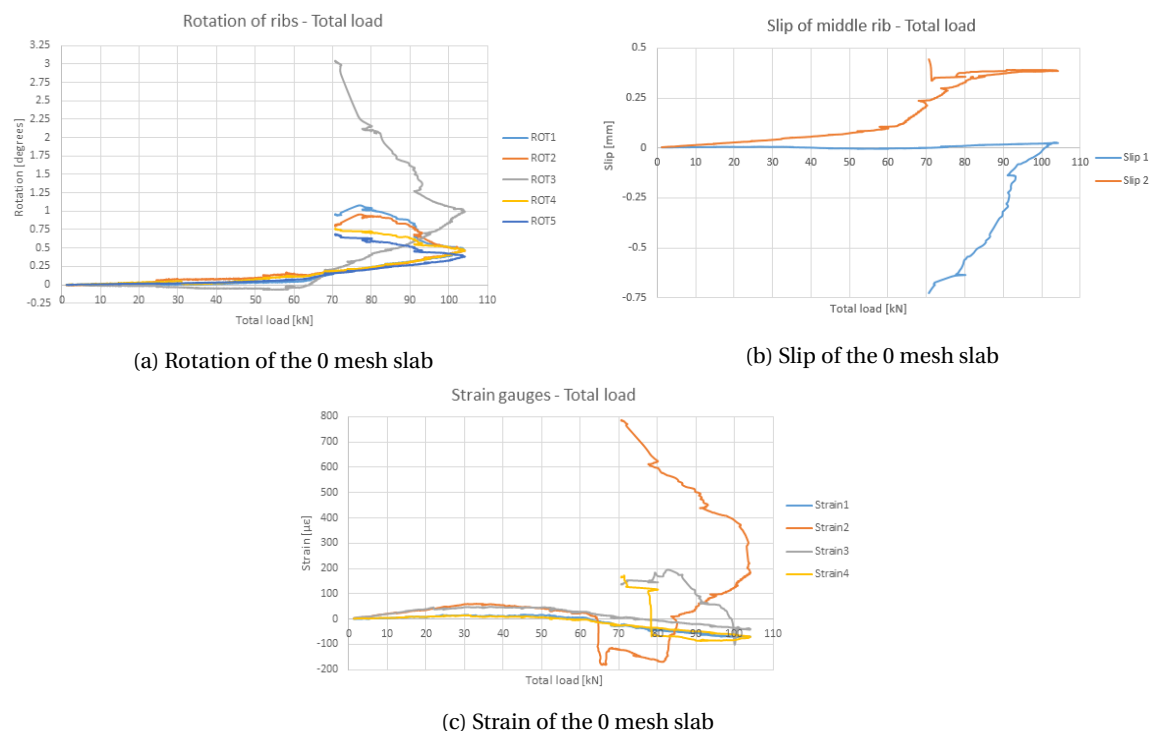 Rotation of ribs - Total load
3.25
3
2.75
2.5
2.25
2
1.75
1.5
1.25
1
0.75
0.5
0.25
0
-0.25
Rotation [degrees]
0 10 20 30 40 50 60 70 80 90 100 110
Total load [kN]
ROT1
ROT2
ROT3
ROT4
ROT5
(a) Rotation of the 0 mesh slab
Slip of middle rib - Total load
0.5
0.25
0
-0.25
-0.5
-0.75
Slip [mm]
0 10 20 30 40 50 60 70 80 90 100 110
Total load [kN]
Slip 1
Slip 2
(b) Slip of the 0 mesh slab
Strain gauges - Total load
800
700
600
500
400
300
200
100
0
-100
-200
Strain [με]
0 10 20 30 40 50 60 70 80 90 100 110
Total load [kN]
Strain1
Strain2
Strain3
Strain4
(c) Strain of the 0 mesh slab